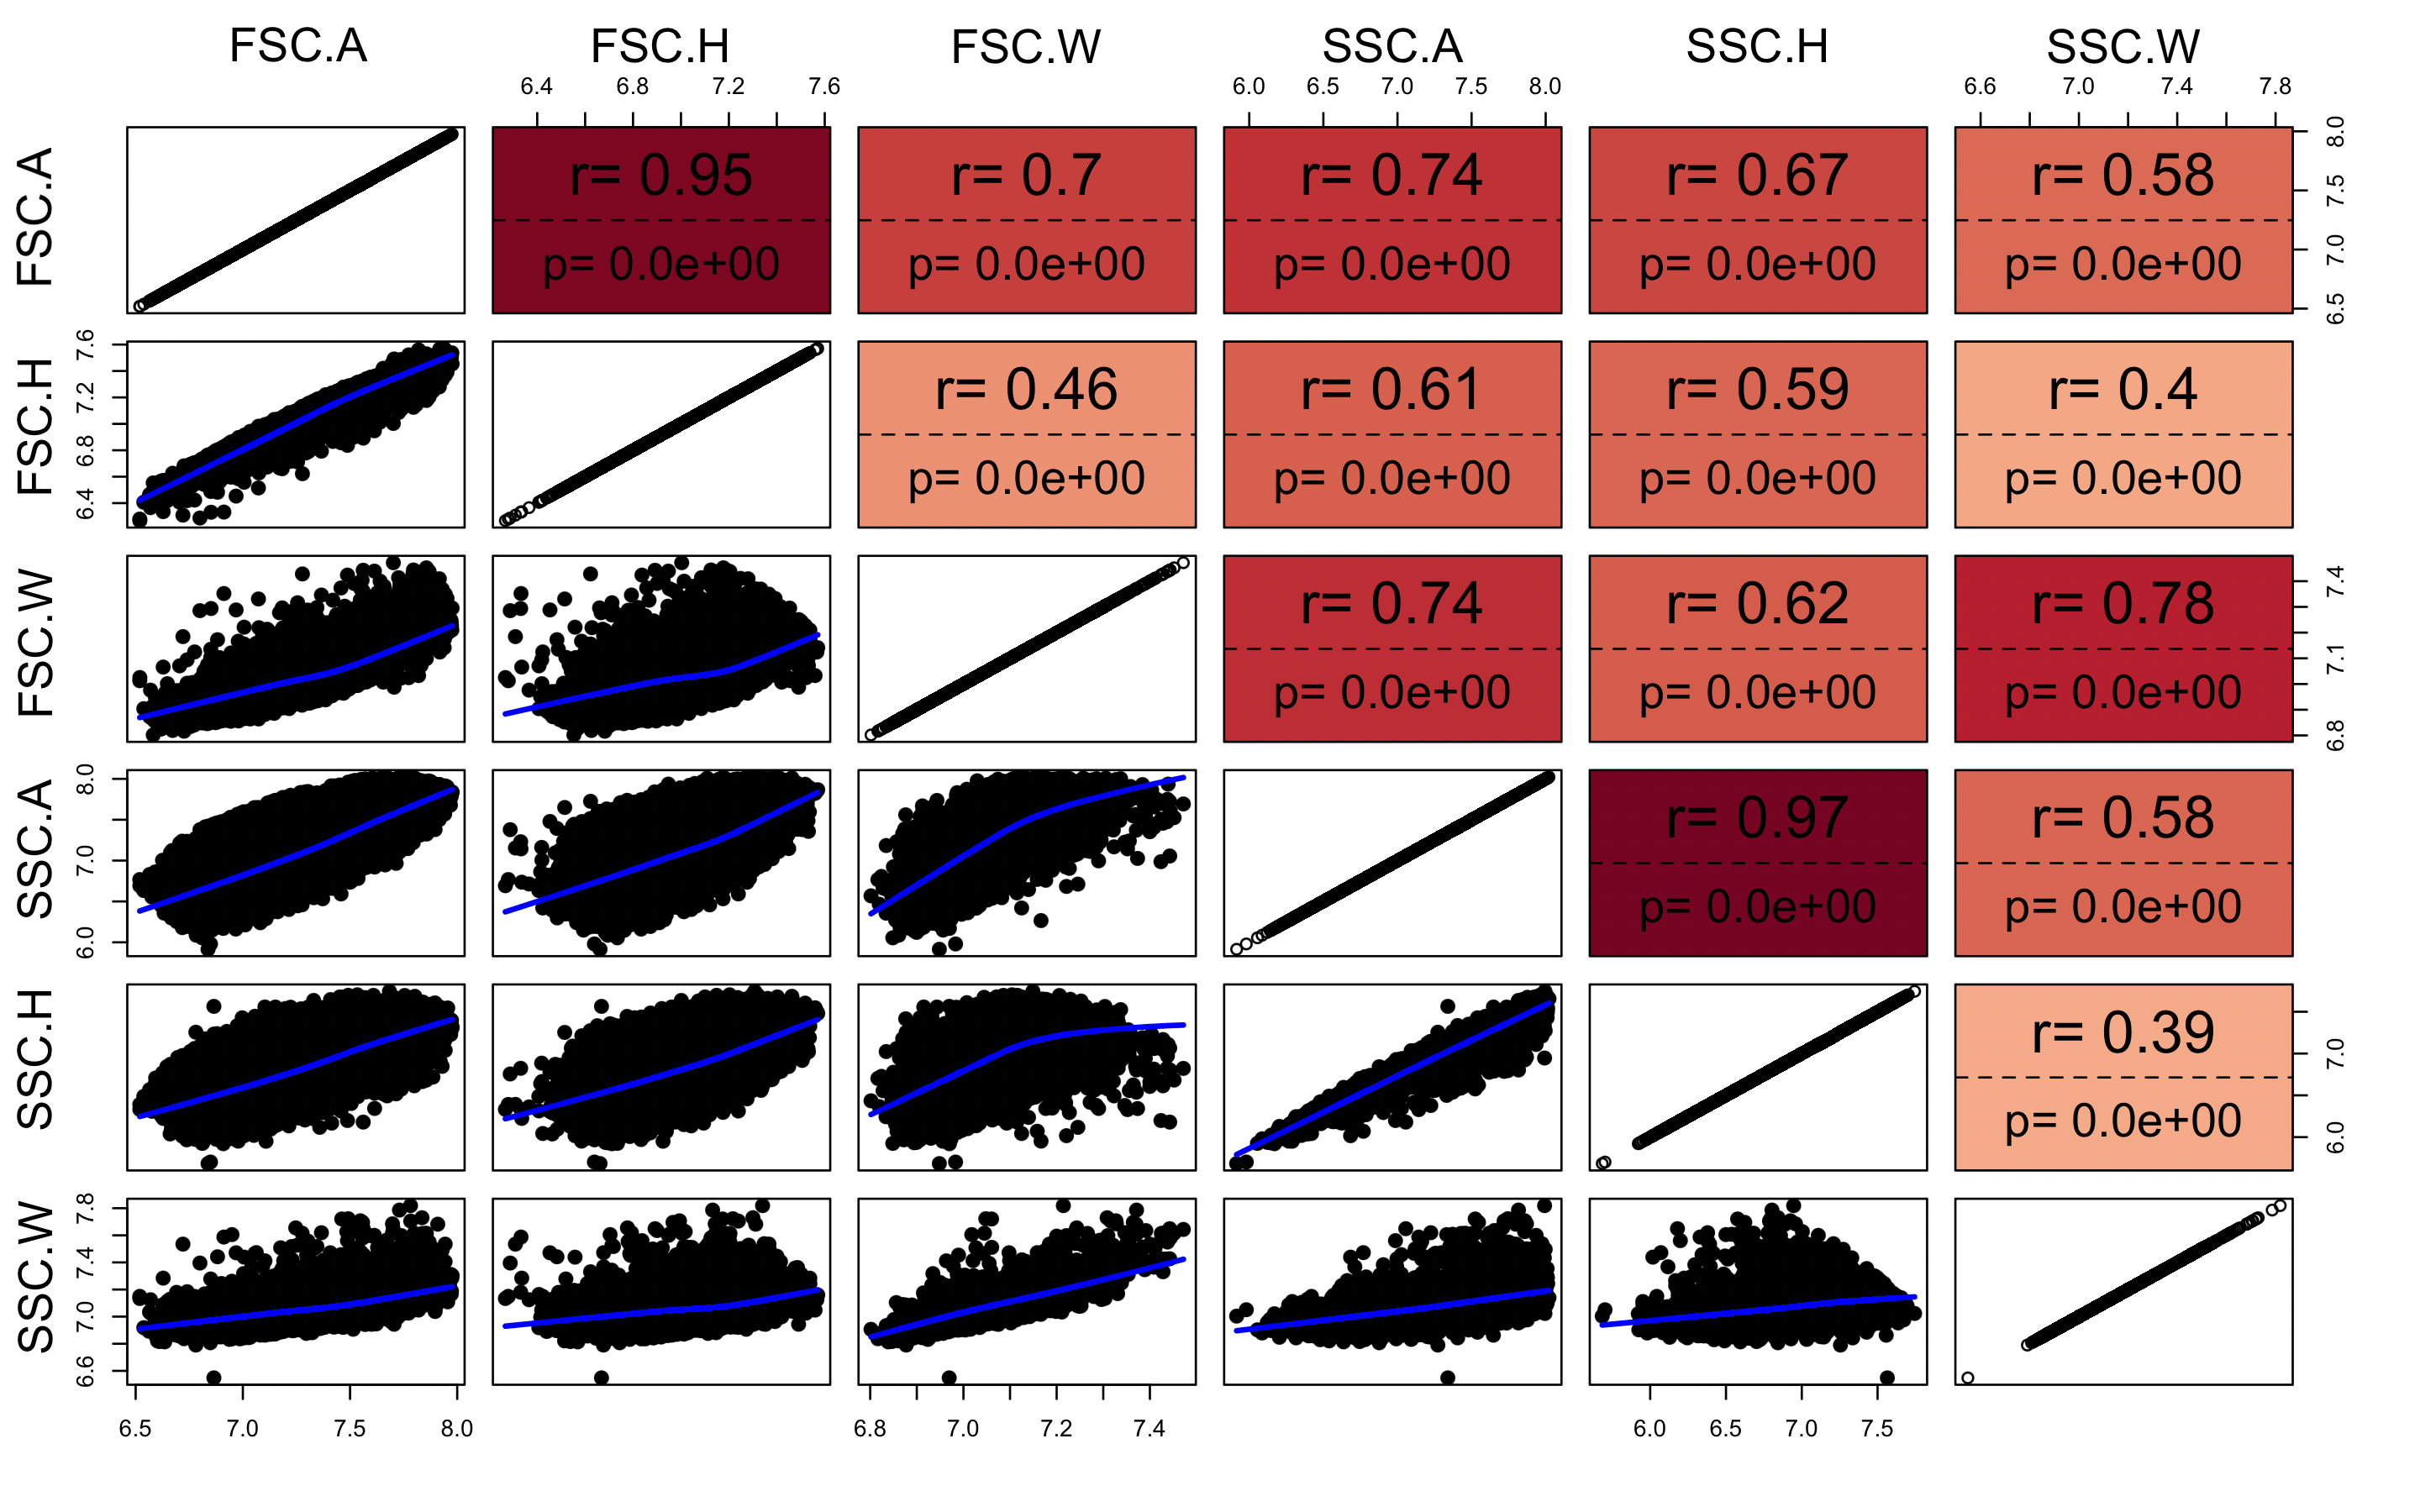 FSC.A FSC.H FSC.W SSC.A SSC.H SSC.W
6.4 6.8 7.2 7.6 6.0 6.5 7.0 7.5 8.0 6.6 7.0 7.4 7.8
FSC.A
r= 0.95 r= 0.7 r= 0.74 r= 0.67 r= 0.58
p= 0.0e+00 p= 0.0e+00 p= 0.0e+00 p= 0.0e+00 p= 0.0e+00
6.5 7.0 7.5 8.0
FSC.H
6.4 6.8 7.2 7.6
r= 0.46 r= 0.61 r= 0.59 r= 0.4
p= 0.0e+00 p= 0.0e+00 p= 0.0e+00 p= 0.0e+00
FSC.W
r= 0.74 r= 0.62 r= 0.78
p= 0.0e+00 p= 0.0e+00 p= 0.0e+00
6.8 7.1 7.4
SSC.A
6.0 7.0 8.0
r= 0.97 r= 0.58
p= 0.0e+00 p= 0.0e+00
SSC.H
r= 0.39
p= 0.0e+00
6.0 7.0
SSC.W
6.6 7.0 7.4 7.8
6.5 7.0 7.5 8.0 6.8 7.0 7.2 7.4 6.0 6.5 7.0 7.5